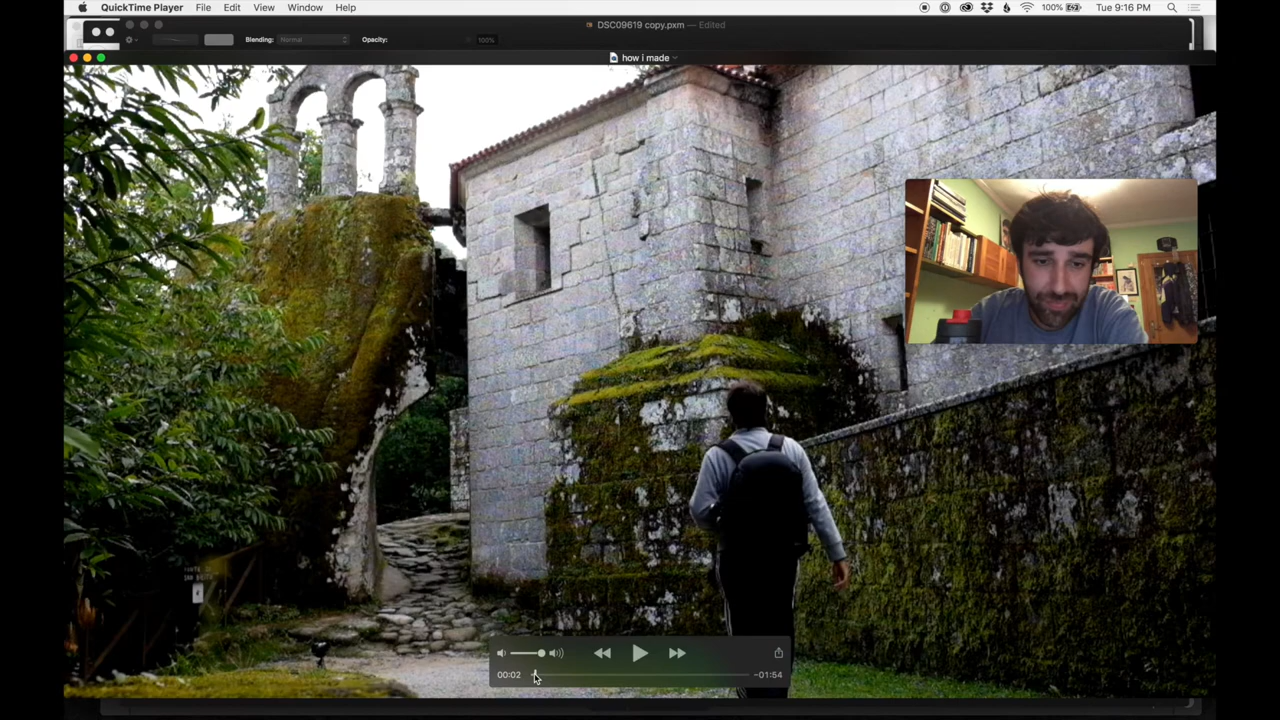 QuickTime Player File Edit View Window Help
100% Tue 9:16 PM
DSC09619 copy.pxm — Edited
Blending: Normal Opacity: 100%
how i made
00:02 -01:54